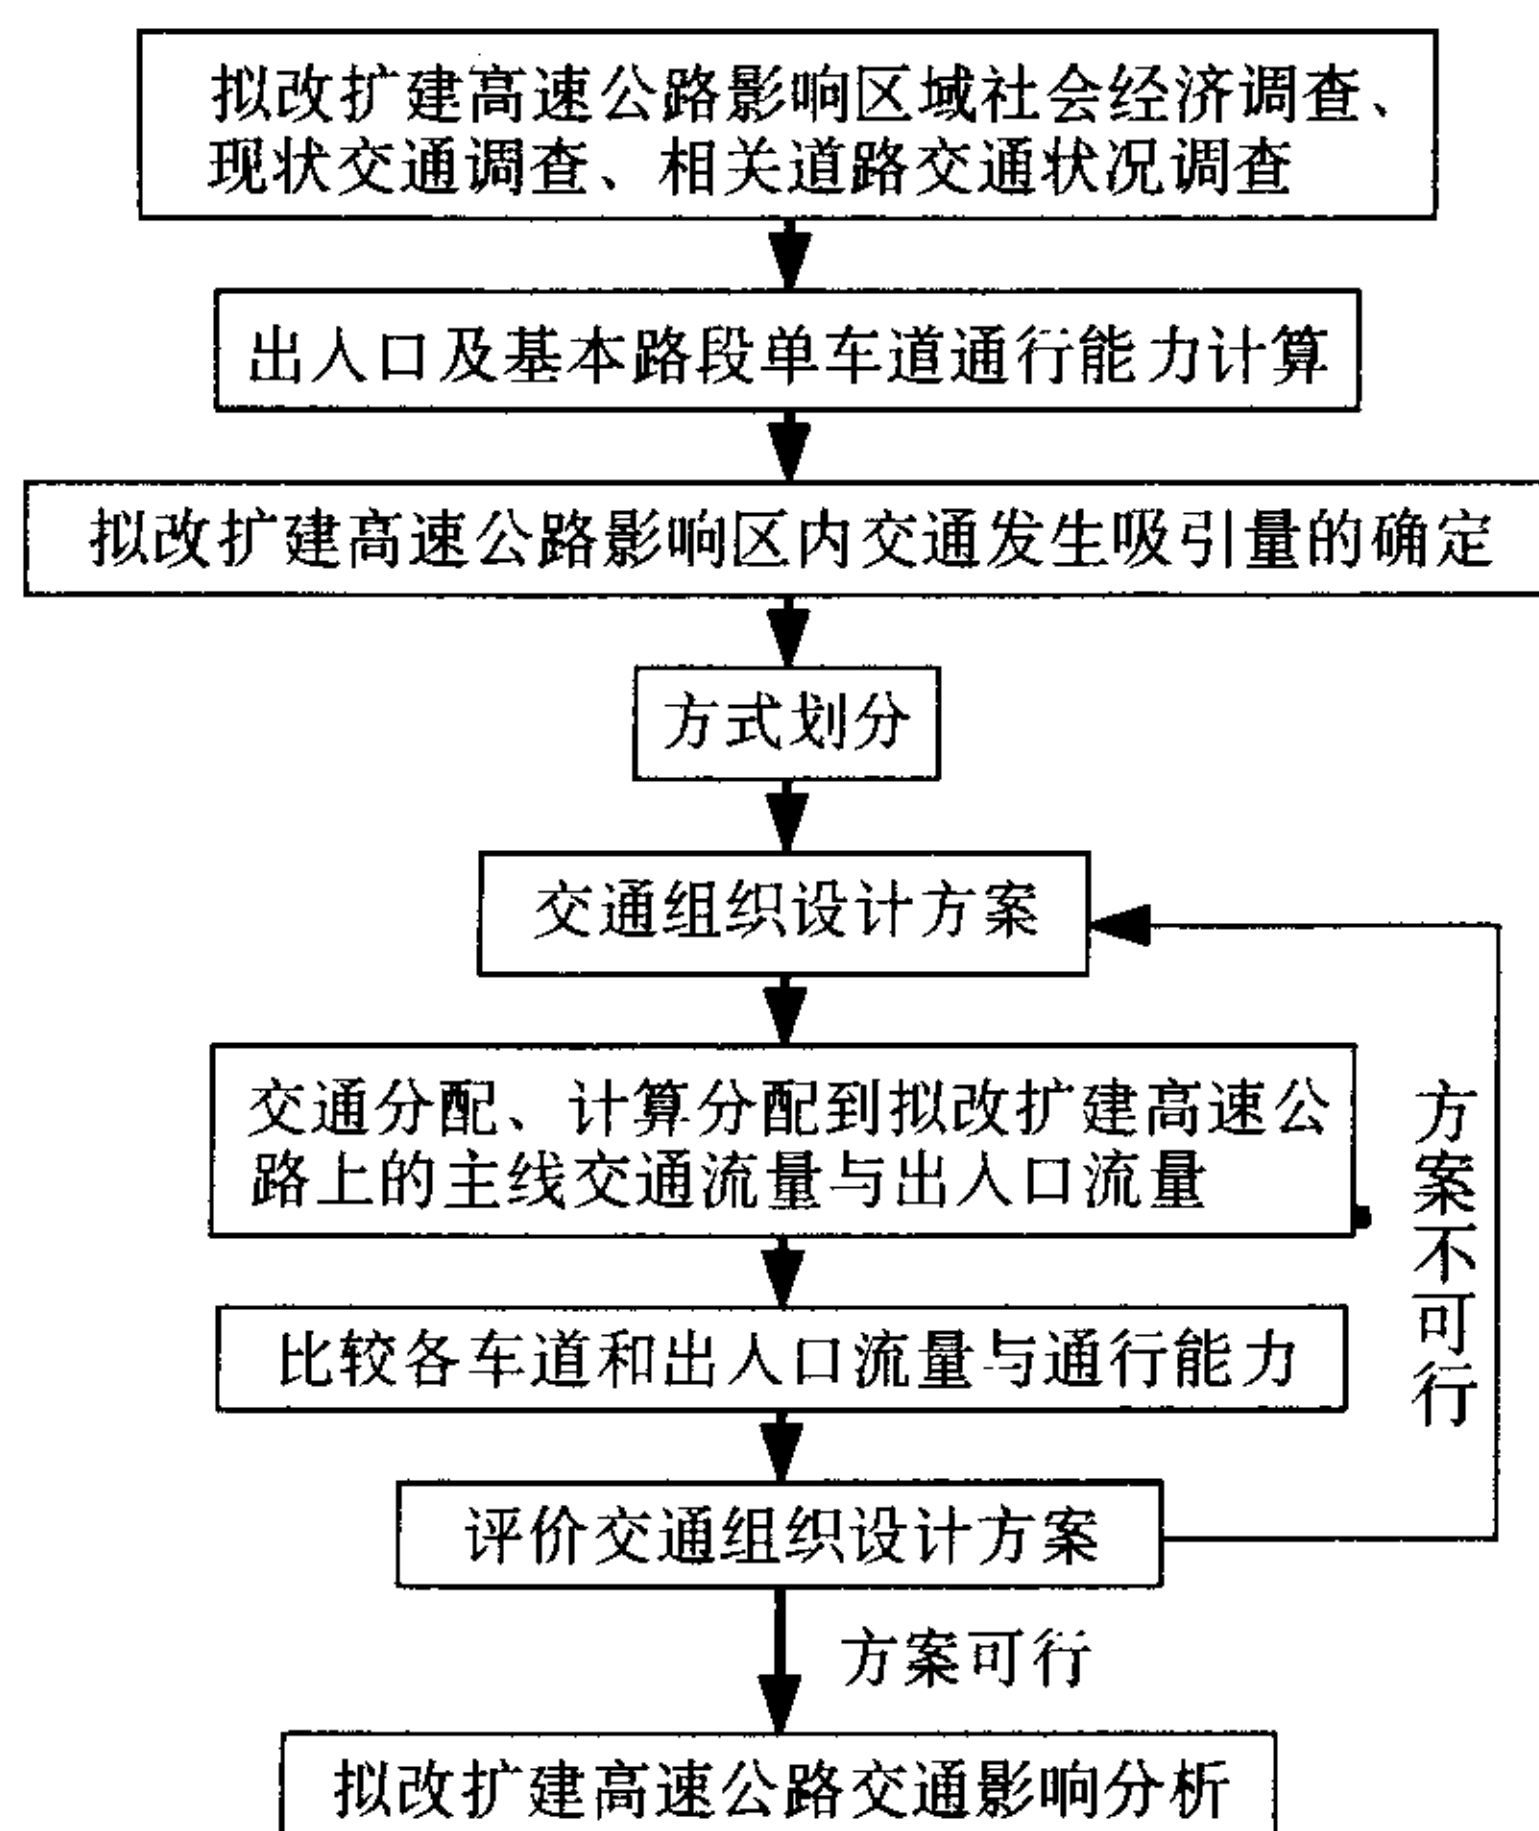 拟改扩建高速公路影响区域社会经济调查、
现状交通调查、相关道路交通状况调查
出入口及基本路段单车道通行能力计算
拟改扩建高速公路影响区内交通发生吸引量的确定
方式划分
交通组织设计方案
交通分配、计算分配到拟改扩建高速公
路上的主线交通流量与出入口流量
方案不可行
比较各车道和出入口流量与通行能力
评价交通组织设计方案
方案可行
拟改扩建高速公路交通影响分析